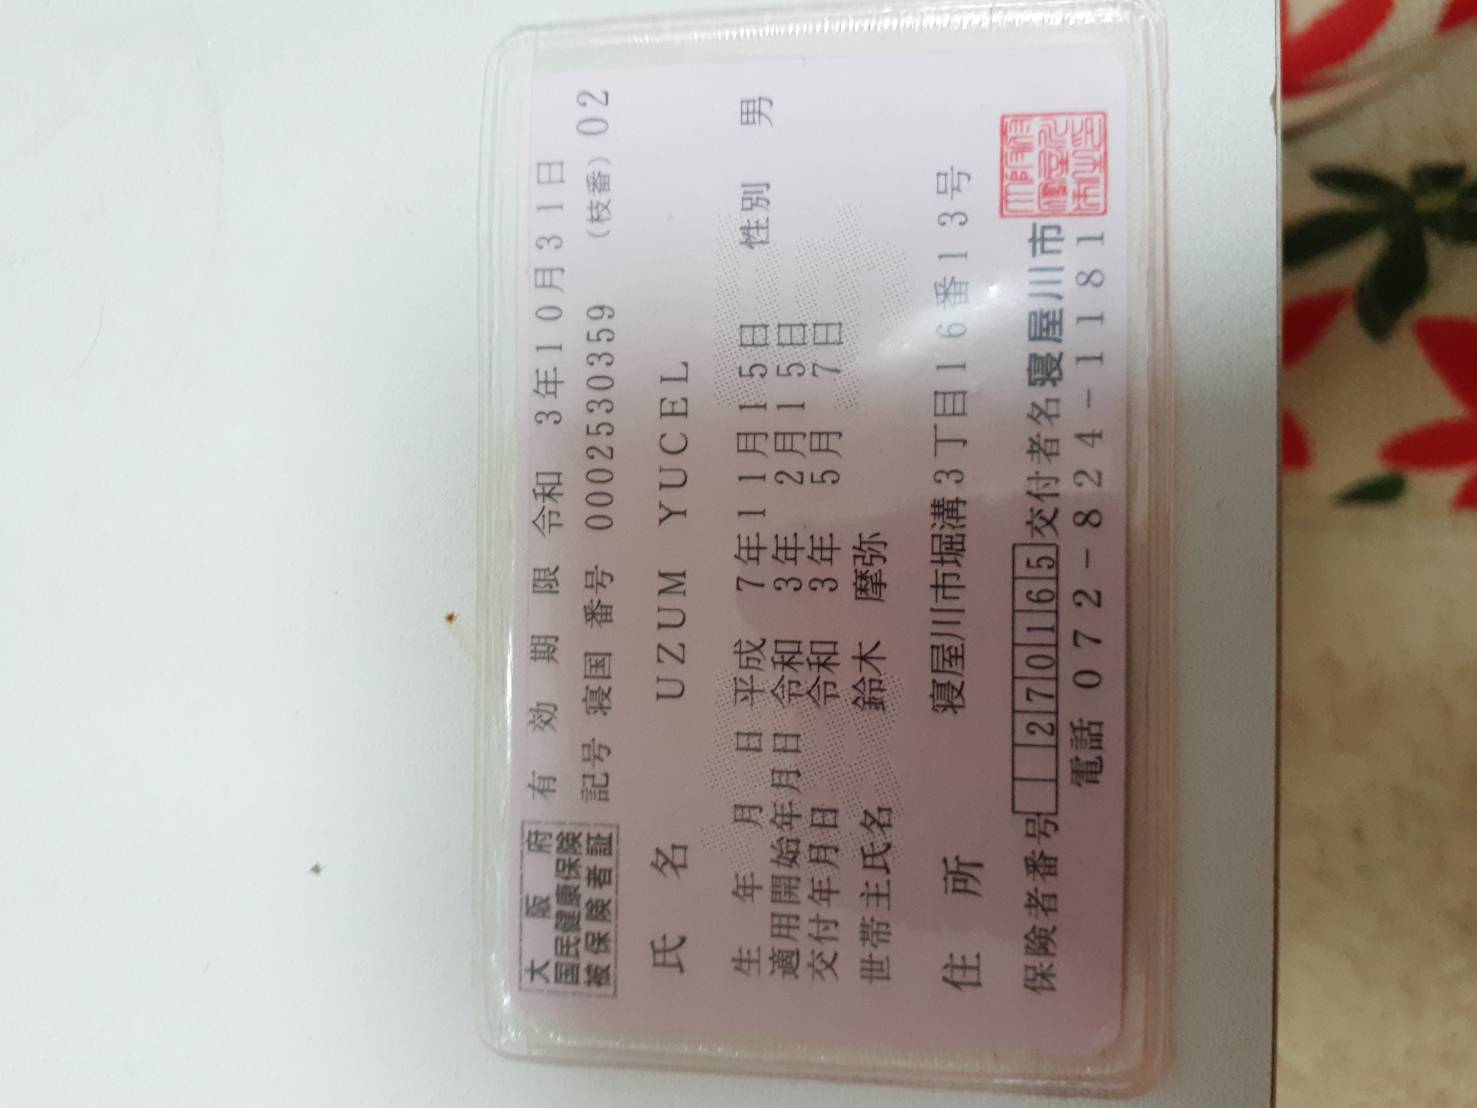 大阪府
国民健康保険
被保険者証
有効期限 令和 3年10月31日
記号 寝国 番号 0002530359 (枝番) 02
氏名 UZUM YUCEL
生年月日 平成 7年11月15日 性別 男
適用開始年月日 令和 3年 2月15日
交付年月日 令和 3年 5月 7日
世帯主氏名 鈴木 摩弥
住所 寝屋川市堀溝3丁目16番13号
保険者番号 270165 交付者名 寝屋川市
電話 072-824-1181